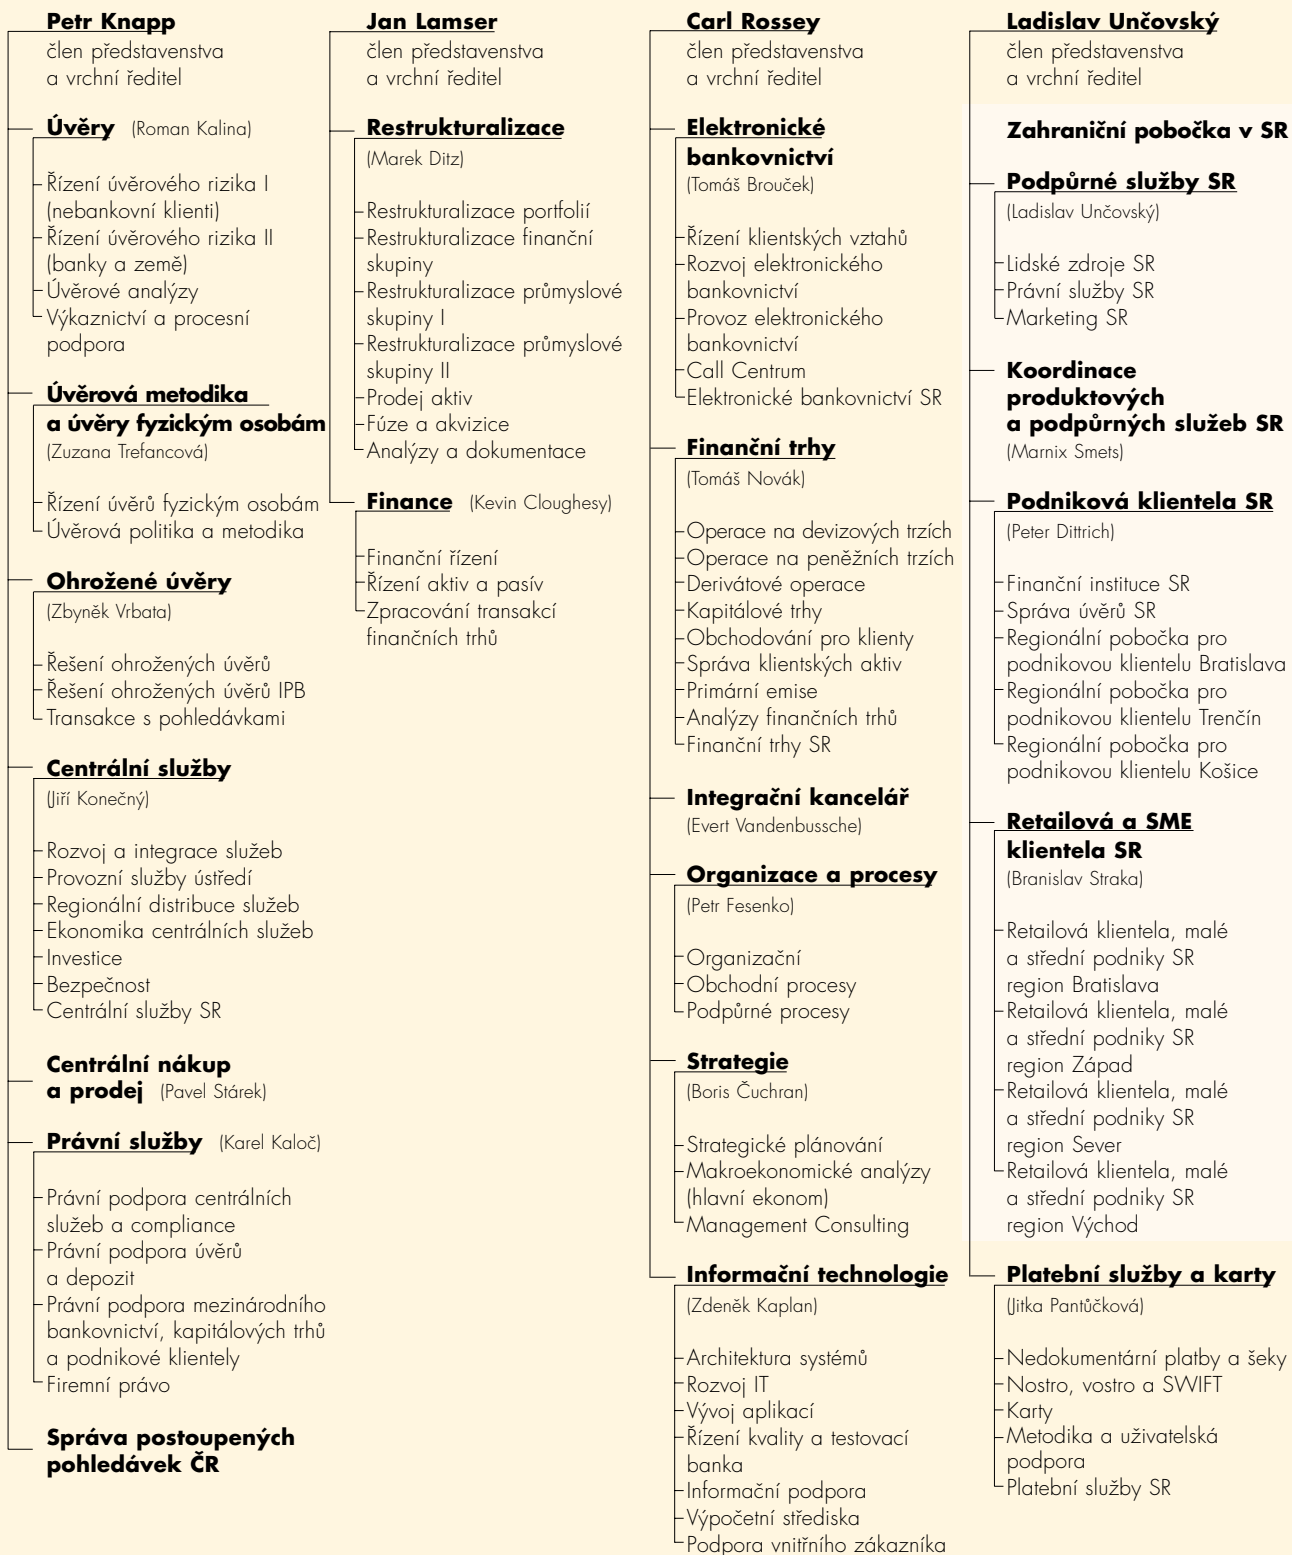 Petr Knapp
člen představenstva
a vrchní ředitel
Úvěry (Roman Kalina)
Řízení úvěrového rizika I
(nebankovní klienti)
Řízení úvěrového rizika II
(banky a země)
Úvěrové analýzy
Výkaznictví a procesní
podpora
Úvěrová metodika
a úvěry fyzickým osobám
(Zuzana Trefancová)
Řízení úvěrů fyzickým osobám
Úvěrová politika a metodika
Ohrožené úvěry
(Zbyněk Vrbata)
Řešení ohrožených úvěrů
Řešení ohrožených úvěrů IPB
Transakce s pohledávkami
Centrální služby
(Jiří Konečný)
Rozvoj a integrace služeb
Provozní služby ústředí
Regionální distribuce služeb
Ekonomika centrálních služeb
Investice
Bezpečnost
Centrální služby SR
Centrální nákup
a prodej (Pavel Stárek)
Právní služby (Karel Kaloč)
Právní podpora centrálních
služeb a compliance
Právní podpora úvěrů
a depozit
Právní podpora mezinárodního
bankovnictví, kapitálových trhů
a podnikové klientely
Firemní právo
Správa postoupených
pohledávek ČR
Jan Lamser
člen představenstva
a vrchní ředitel
Restrukturalizace
(Marek Ditz)
Restrukturalizace portfolií
Restrukturalizace finanční
skupiny
Restrukturalizace průmyslové
skupiny I
Restrukturalizace průmyslové
skupiny II
Prodej aktiv
Fúze a akvizice
Analýzy a dokumentace
Finance (Kevin Cloughesy)
Finanční řízení
Řízení aktiv a pasív
Zpracování transakcí
finančních trhů
Carl Rossey
člen představenstva
a vrchní ředitel
Elektronické
bankovnictví
(Tomáš Brouček)
Řízení klientských vztahů
Rozvoj elektronického
bankovnictví
Provoz elektronického
bankovnictví
Call Centrum
Elektronické bankovnictví SR
Finanční trhy
(Tomáš Novák)
Operace na devizových trzích
Operace na peněžních trzích
Derivátové operace
Kapitálové trhy
Obchodování pro klienty
Správa klientských aktiv
Primární emise
Analýzy finančních trhů
Finanční trhy SR
Integrační kancelář
(Evert Vandenbussche)
Organizace a procesy
(Petr Fesenko)
Organizační
Obchodní procesy
Podpůrné procesy
Strategie
(Boris Čuchran)
Strategické plánování
Makroekonomické analýzy
(hlavní ekonom)
Management Consulting
Informační technologie
(Zdeněk Kaplan)
Architektura systémů
Rozvoj IT
Vývoj aplikací
Řízení kvality a testovací
banka
Informační podpora
Výpočetní střediska
Podpora vnitřního zákazníka
Ladislav Unčovský
člen představenstva
a vrchní ředitel
Zahraniční pobočka v SR
Podpůrné služby SR
(Ladislav Unčovský)
Lidské zdroje SR
Právní služby SR
Marketing SR
Koordinace
produktových
a podpůrných služeb SR
(Marnix Smets)
Podniková klientela SR
(Peter Dittrich)
Finanční instituce SR
Správa úvěrů SR
Regionální pobočka pro
podnikovou klientelu Bratislava
Regionální pobočka pro
podnikovou klientelu Trenčín
Regionální pobočka pro
podnikovou klientelu Košice
Retailová a SME
klientela SR
(Branislav Straka)
Retailová klientela, malé
a střední podniky SR
region Bratislava
Retailová klientela, malé
a střední podniky SR
region Západ
Retailová klientela, malé
a střední podniky SR
region Sever
Retailová klientela, malé
a střední podniky SR
region Východ
Platební služby a karty
(Jitka Pantůčková)
Nedokumentární platby a šeky
Nostro, vostro a SWIFT
Karty
Metodika a uživatelská
podpora
Platební služby SR